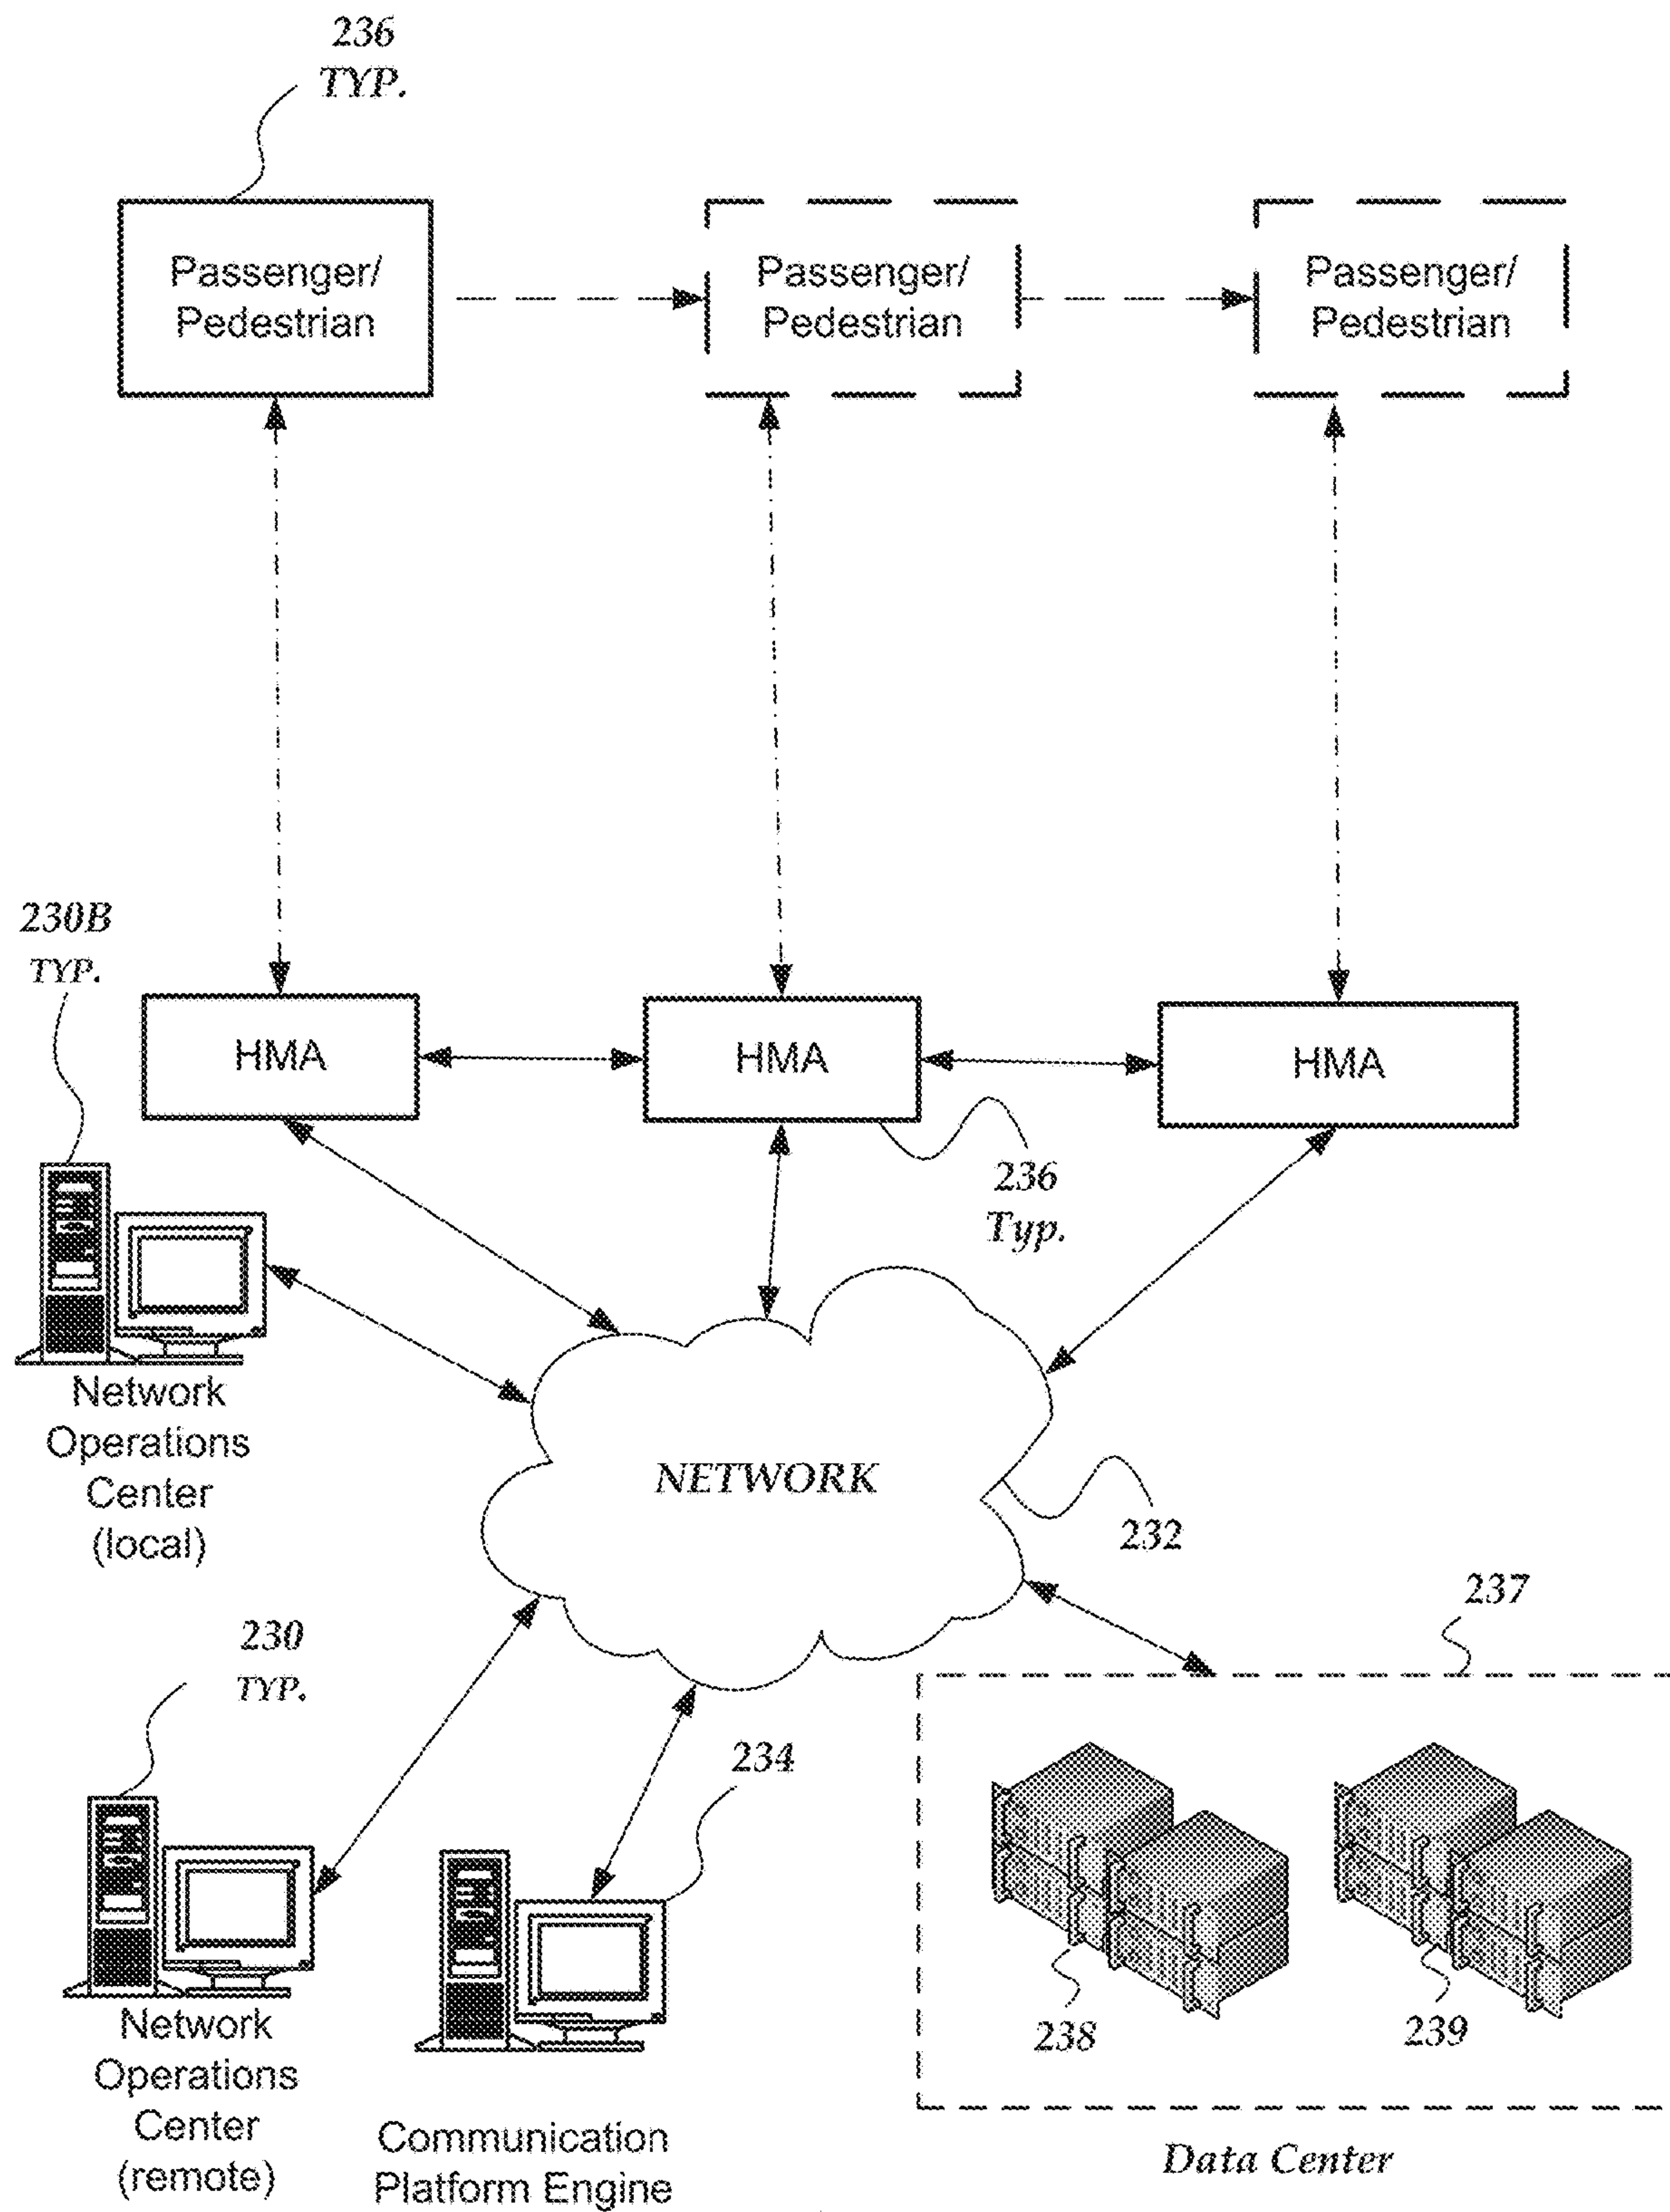 236
TYP.
Passenger/
Pedestrian
Passenger/
Pedestrian
Passenger/
Pedestrian
230B
TYP.
HMA
HMA
HMA
236
Typ.
Network
Operations
Center
(local)
NETWORK
232
237
230
TYP.
234
238
239
Network
Operations
Center
(remote)
Communication
Platform Engine
Data Center